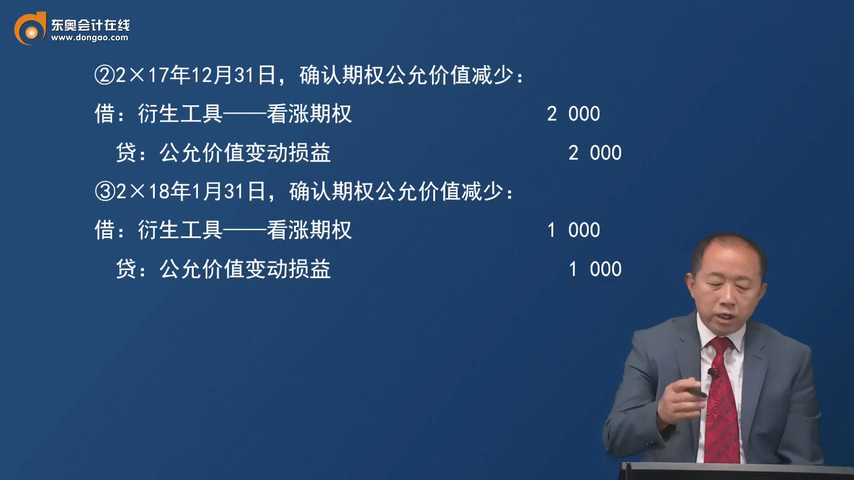 东奥会计在线
www.dongao.com
②2×17年12月31日，确认期权公允价值减少：
借：衍生工具——看涨期权 2 000
贷：公允价值变动损益 2 000
③2×18年1月31日，确认期权公允价值减少：
借：衍生工具——看涨期权 1 000
贷：公允价值变动损益 1 000